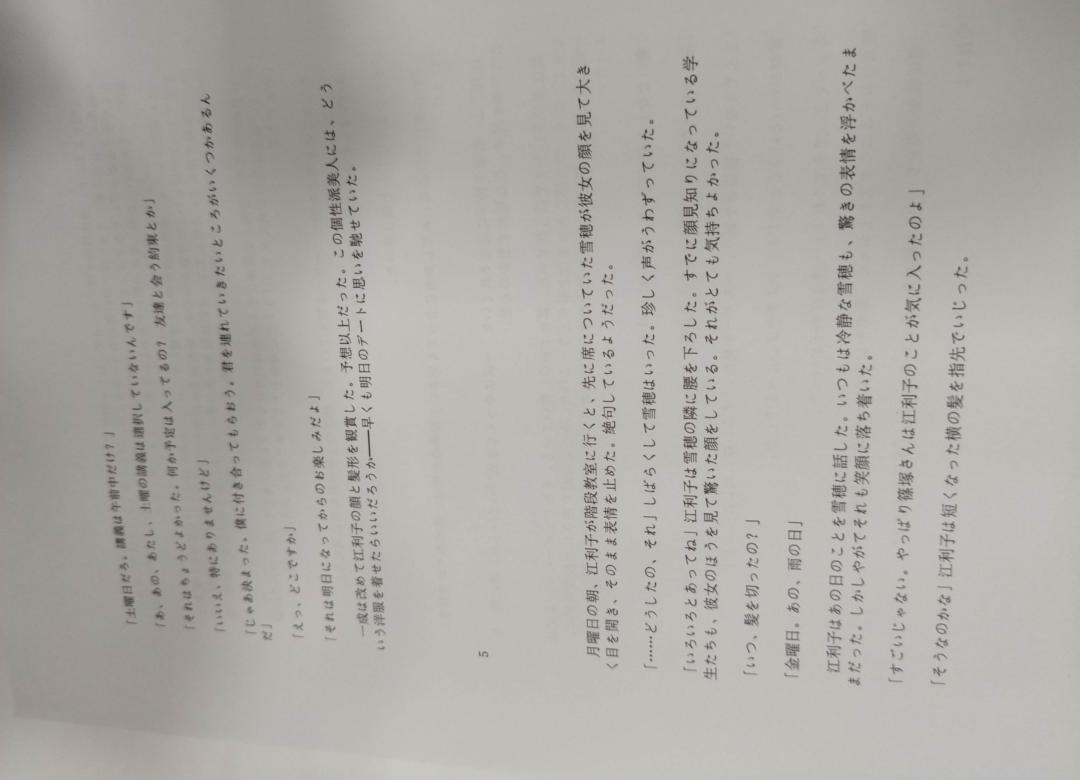 「土曜日だろ。講義は午前中だけ？」
「あ、あの、あたし、土曜の講義は選択していないんです」
「それはちょうどよかった。何か予定は入ってるの？　友達と会う約束とか」
「いいえ、特にありませんけど」
「じゃあ決まった。僕に付き合ってもらおう。君を連れていきたいところがいくつかあるん
だ」
「えっ、どこですか」
「それは明日になってからのお楽しみだよ」
一成は改めて江利子の顔と髪形を観賞した。予想以上だった。この個性派美人には、どう
いう洋服を着せたらいいだろうか――早くも明日のデートに思いを馳せていた。
5
月曜日の朝、江利子が階段教室に行くと、先に席についていた雪穂が彼女の顔を見て大き
く目を開き、そのまま表情を止めた。絶句しているようだった。
「……どうしたの、それ」しばらくして雪穂はいった。珍しく声がうわずっていた。
「いろいろとあってね」江利子は雪穂の隣に腰を下ろした。すでに顔見知りになっている学
生たちも、彼女のほうを見て驚いた顔をしている。それがとても気持ちよかった。
「いつ、髪を切ったの？」
「金曜日。あの、雨の日」
江利子はあの日のことを雪穂に話した。いつもは冷静な雪穂も、驚きの表情を浮かべたま
まだった。しかしやがてそれも笑顔に落ち着いた。
「すごいじゃない。やっぱり篠塚さんは江利子のことが気に入ったのよ」
「そうなのかな」江利子は短くなった横の髪を指先でいじった。